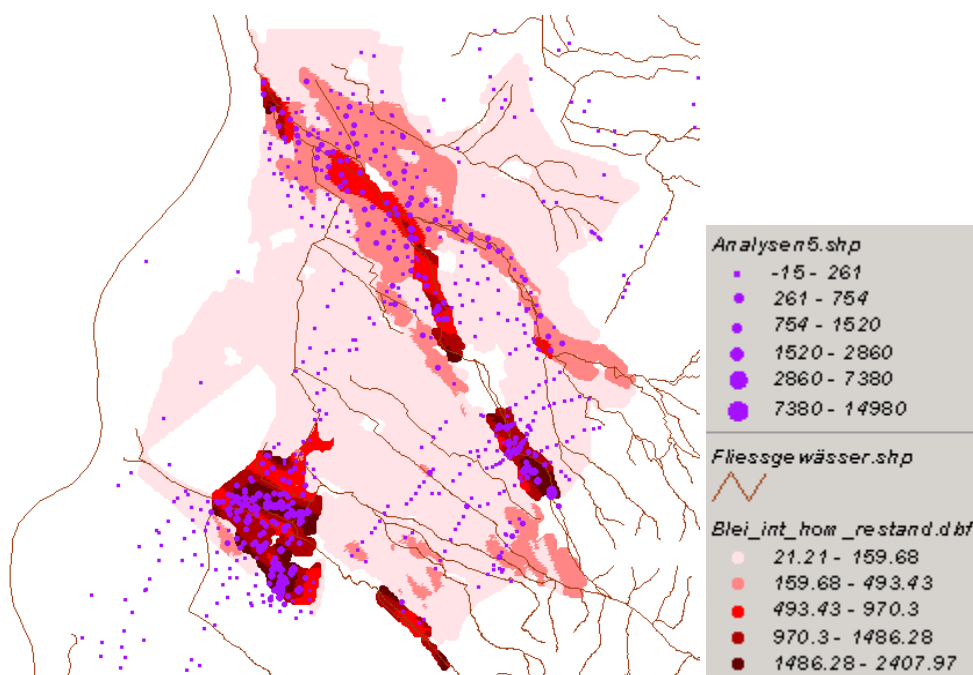 Analysen5.shp
-15 - 261
261 - 754
754 - 1520
1520 - 2860
2860 - 7380
7380 - 14980
Fliessgewässer.shp
Blei_int_hom_restand.dbf
21.21 - 159.68
159.68 - 493.43
493.43 - 970.3
970.3 - 1486.28
1486.28 - 2407.97